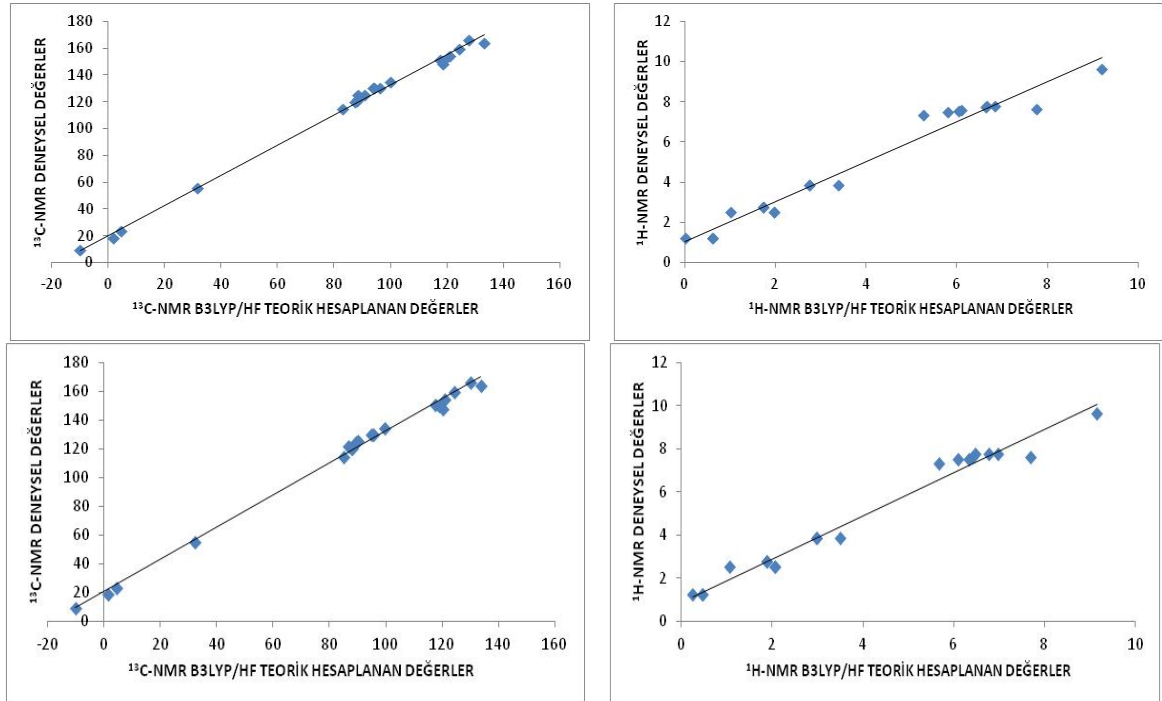 ¹³C-NMR DENEYSEL DEĞERLER
180
160
140
120
100
80
60
40
20
0
-20 0 20 40 60 80 100 120 140 160
¹³C-NMR B3LYP/HF TEORİK HESAPLANAN DEĞERLER
¹H-NMR DENEYSEL DEĞERLER
12
10
8
6
4
2
0
0 2 4 6 8 10
¹H-NMR B3LYP/HF TEORİK HESAPLANAN DEĞERLER
¹³C-NMR DENEYSEL DEĞERLER
180
160
140
120
100
80
60
40
20
0
-20 0 20 40 60 80 100 120 140 160
¹³C-NMR B3LYP/HF TEORİK HESAPLANAN DEĞERLER
¹H-NMR DENEYSEL DEĞERLER
12
10
8
6
4
2
0
0 2 4 6 8 10
¹H-NMR B3LYP/HF TEORİK HESAPLANAN DEĞERLER